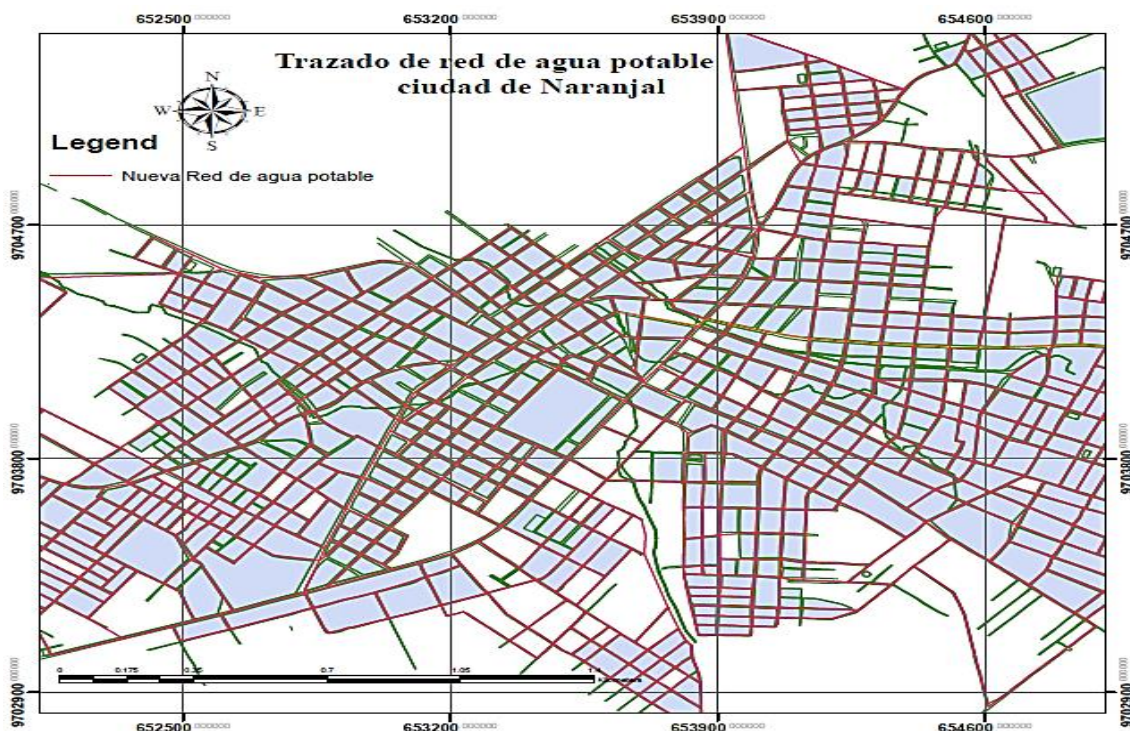 652500 653200 653900 654600
Trazado de red de agua potable
ciudad de Naranjal
N
W E
S
Legend
Nueva Red de agua potable
9704700 9704700
9703800 9703800
0 0.175 0.35 0.7 1.05 1.4
Kilometers
9702900 9702900
652500 653200 653900 654600